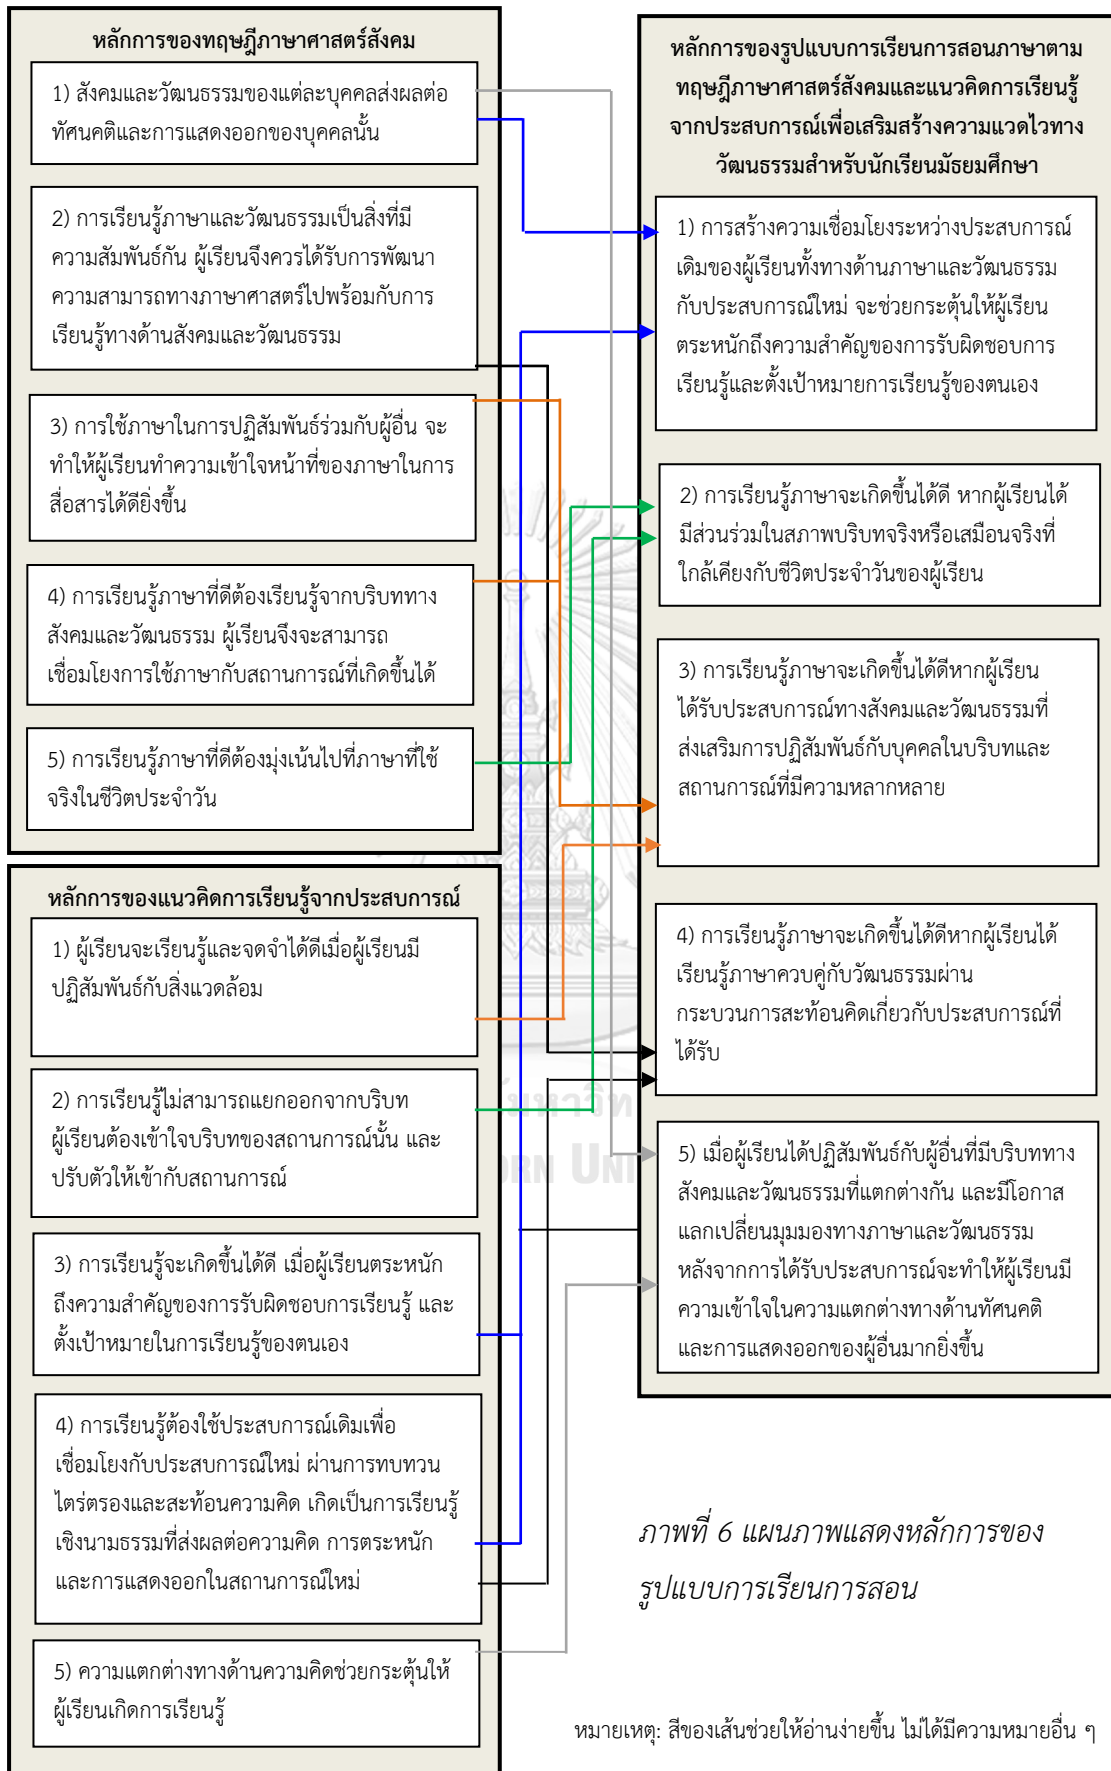 หลักการของทฤษฎีภาษาศาสตร์สังคม
1) สังคมและวัฒนธรรมของแต่ละบุคคลส่งผลต่อ
ทัศนคติและการแสดงออกของบุคคลนั้น
2) การเรียนรู้ภาษาและวัฒนธรรมเป็นสิ่งที่มี
ความสัมพันธ์กัน ผู้เรียนจึงควรได้รับการพัฒนา
ความสามารถทางภาษาศาสตร์ไปพร้อมกับการ
เรียนรู้ทางด้านสังคมและวัฒนธรรม
3) การใช้ภาษาในการปฏิสัมพันธ์ร่วมกับผู้อื่น จะ
ทำให้ผู้เรียนทำความเข้าใจหน้าที่ของภาษาในการ
สื่อสารได้ดียิ่งขึ้น
4) การเรียนรู้ภาษาที่ดีต้องเรียนรู้จากบริบททาง
สังคมและวัฒนธรรม ผู้เรียนจึงจะสามารถ
เชื่อมโยงการใช้ภาษากับสถานการณ์ที่เกิดขึ้นได้
5) การเรียนรู้ภาษาที่ดีต้องมุ่งเน้นไปที่ภาษาที่ใช้
จริงในชีวิตประจำวัน
หลักการของแนวคิดการเรียนรู้จากประสบการณ์
1) ผู้เรียนจะเรียนรู้และจดจำได้ดีเมื่อผู้เรียนมี
ปฏิสัมพันธ์กับสิ่งแวดล้อม
2) การเรียนรู้ไม่สามารถแยกออกจากบริบท
ผู้เรียนต้องเข้าใจบริบทของสถานการณ์นั้น และ
ปรับตัวให้เข้ากับสถานการณ์
3) การเรียนรู้จะเกิดขึ้นได้ดี เมื่อผู้เรียนตระหนัก
ถึงความสำคัญของการรับผิดชอบการเรียนรู้ และ
ตั้งเป้าหมายในการเรียนรู้ของตนเอง
4) การเรียนรู้ต้องใช้ประสบการณ์เดิมเพื่อ
เชื่อมโยงกับประสบการณ์ใหม่ ผ่านการทบทวน
ไตร่ตรองและสะท้อนความคิด เกิดเป็นการเรียนรู้
เชิงนามธรรมที่ส่งผลต่อความคิด การตระหนัก
และการแสดงออกในสถานการณ์ใหม่
5) ความแตกต่างทางด้านความคิดช่วยกระตุ้นให้
ผู้เรียนเกิดการเรียนรู้
หลักการของรูปแบบการเรียนการสอนภาษาตาม
ทฤษฎีภาษาศาสตร์สังคมและแนวคิดการเรียนรู้
จากประสบการณ์เพื่อเสริมสร้างความแวดไวทาง
วัฒนธรรมสำหรับนักเรียนมัธยมศึกษา
1) การสร้างความเชื่อมโยงระหว่างประสบการณ์
เดิมของผู้เรียนทั้งทางด้านภาษาและวัฒนธรรม
กับประสบการณ์ใหม่ จะช่วยกระตุ้นให้ผู้เรียน
ตระหนักถึงความสำคัญของการรับผิดชอบการ
เรียนรู้และตั้งเป้าหมายการเรียนรู้ของตนเอง
2) การเรียนรู้ภาษาจะเกิดขึ้นได้ดี หากผู้เรียนได้
มีส่วนร่วมในสภาพบริบทจริงหรือเสมือนจริงที่
ใกล้เคียงกับชีวิตประจำวันของผู้เรียน
3) การเรียนรู้ภาษาจะเกิดขึ้นได้ดีหากผู้เรียน
ได้รับประสบการณ์ทางสังคมและวัฒนธรรมที่
ส่งเสริมการปฏิสัมพันธ์กับบุคคลในบริบทและ
สถานการณ์ที่มีความหลากหลาย
4) การเรียนรู้ภาษาจะเกิดขึ้นได้ดีหากผู้เรียนได้
เรียนรู้ภาษาควบคู่กับวัฒนธรรมผ่าน
กระบวนการสะท้อนคิดเกี่ยวกับประสบการณ์ที่
ได้รับ
5) เมื่อผู้เรียนได้ปฏิสัมพันธ์กับผู้อื่นที่มีบริบททาง
สังคมและวัฒนธรรมที่แตกต่างกัน และมีโอกาส
แลกเปลี่ยนมุมมองทางภาษาและวัฒนธรรม
หลังจากการได้รับประสบการณ์จะทำให้ผู้เรียนมี
ความเข้าใจในความแตกต่างทางด้านทัศนคติ
และการแสดงออกของผู้อื่นมากยิ่งขึ้น
ภาพที่ 6 แผนภาพแสดงหลักการของ
รูปแบบการเรียนการสอน
หมายเหตุ: สีของเส้นช่วยให้อ่านง่ายขึ้น ไม่ได้มีความหมายอื่น ๆ